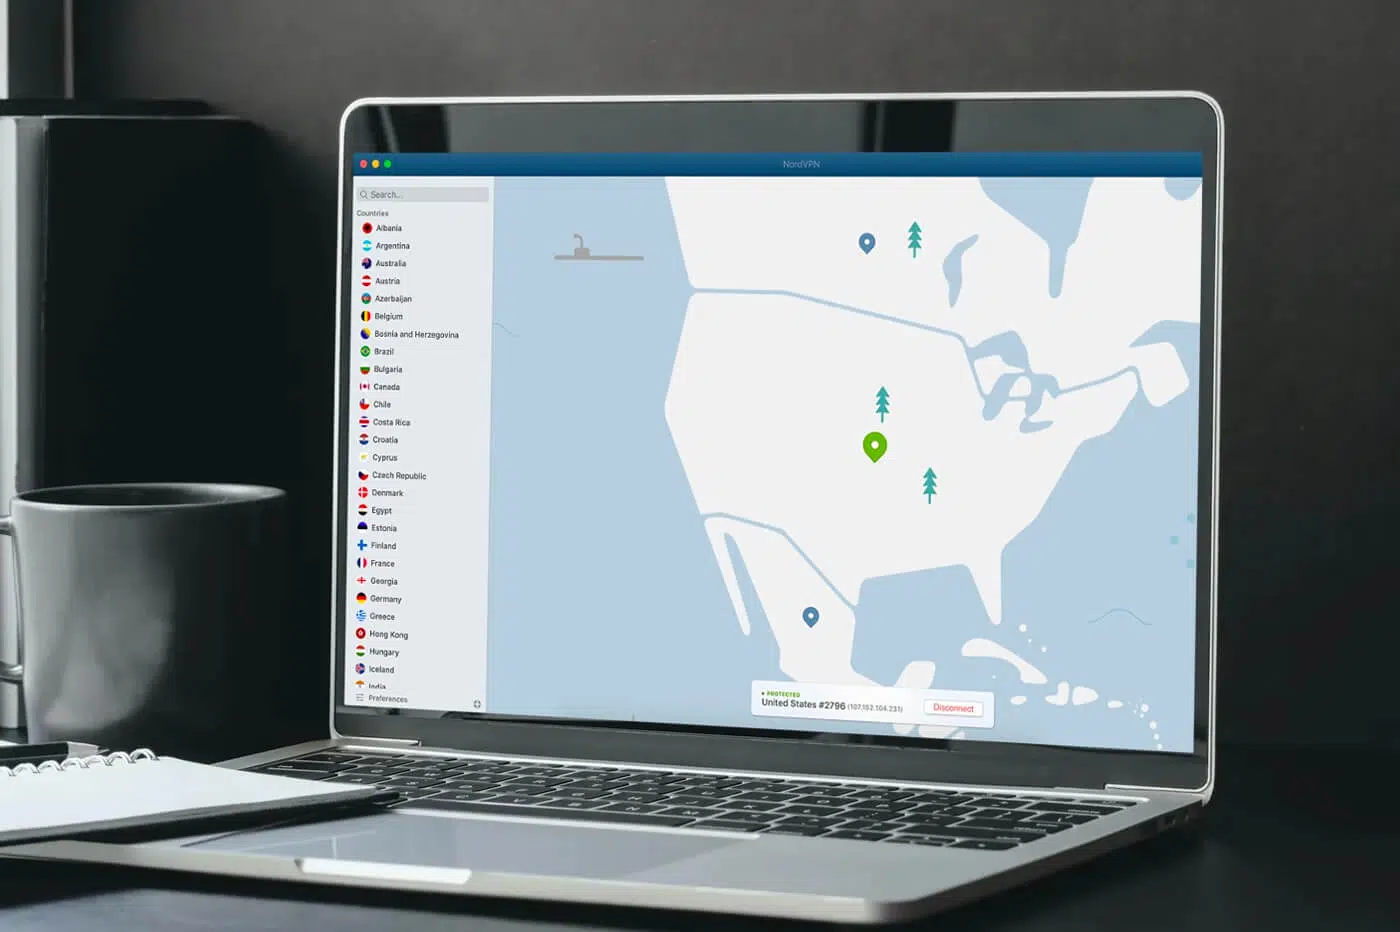 NordVPN
Search...
Countries
Albania
Argentina
Australia
Austria
Azerbaijan
Belgium
Bosnia and Herzegovina
Brazil
Bulgaria
Canada
Chile
Costa Rica
Croatia
Cyprus
Czech Republic
Denmark
Egypt
Estonia
Finland
France
Georgia
Germany
Greece
Hong Kong
Hungary
Iceland
India
Preferences
PROTECTED
United States #2796 (107.152.104.231)
Disconnect